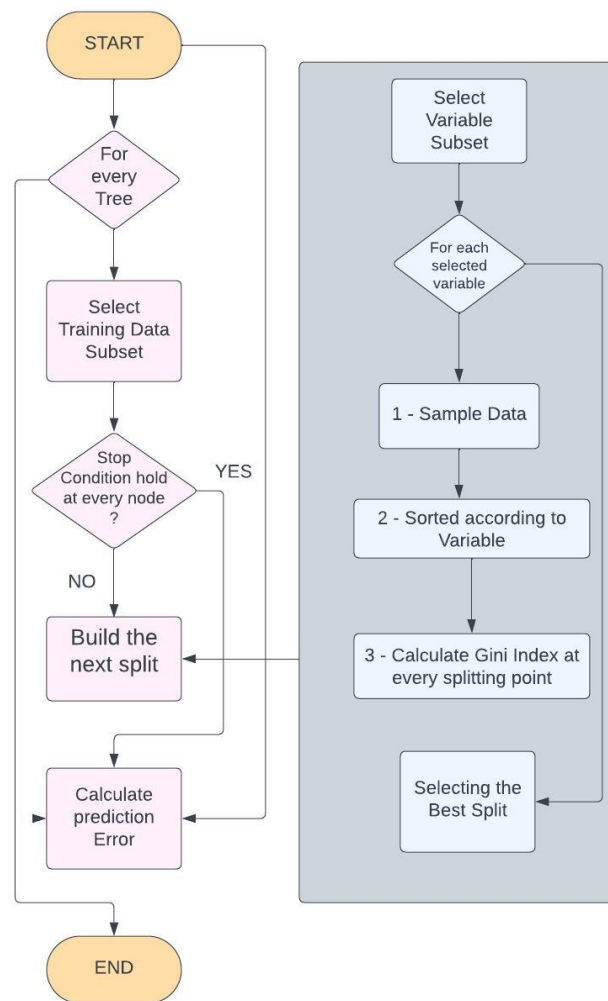 START
For
every
Tree
Select
Training Data
Subset
Stop
Condition hold
at every node
?
YES
NO
Build the
next split
Calculate
prediction
Error
END
Select
Variable
Subset
For each
selected
variable
1 - Sample Data
2 - Sorted according to
Variable
3 - Calculate Gini Index at
every splitting point
Selecting the
Best Split